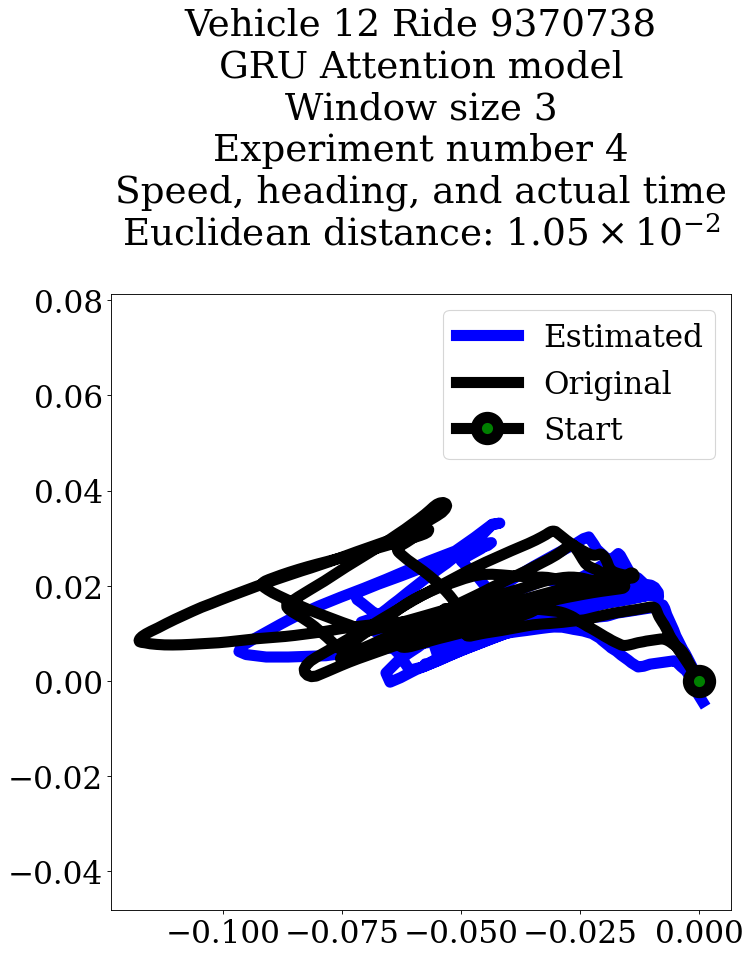 Vehicle 12 Ride 9370738
GRU Attention model
Window size 3
Experiment number 4
Speed, heading, and actual time
Euclidean distance: 1.05 × 10⁻²
0.08
0.06
0.04
0.02
0.00
−0.02
−0.04
Estimated
Original
Start
−0.100 −0.075 −0.050 −0.025 0.000